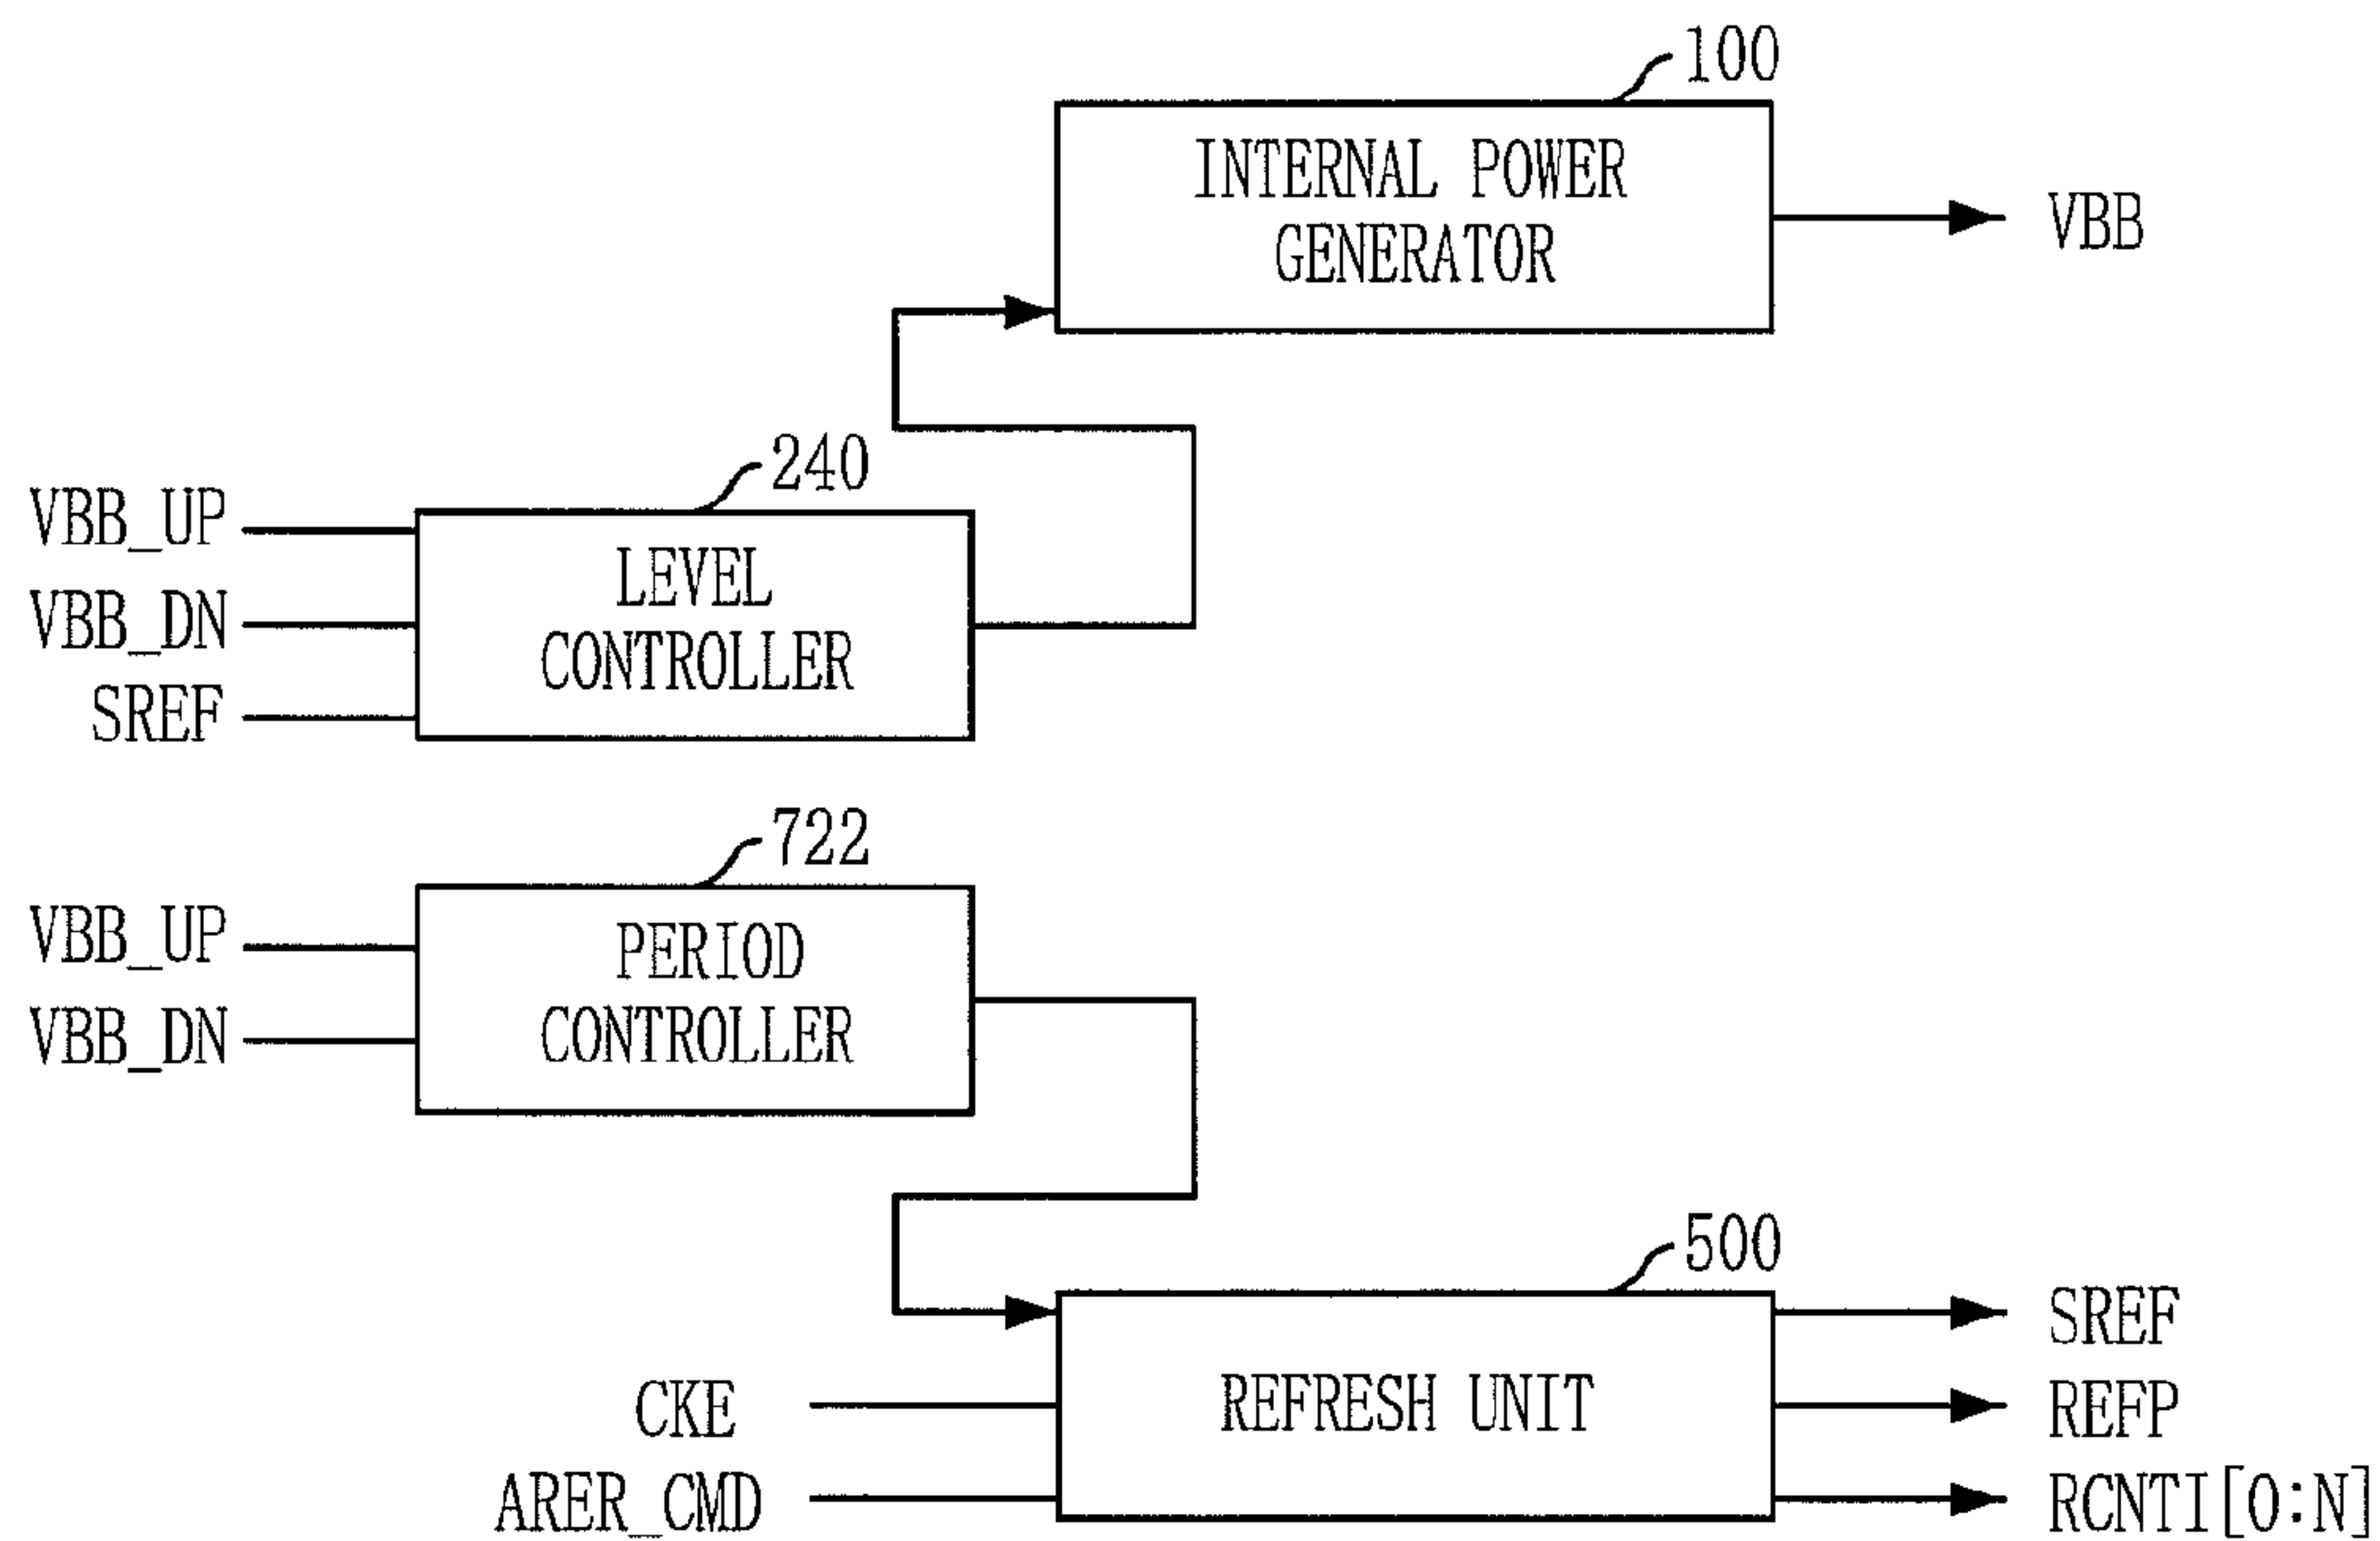 100
INTERNAL POWER
GENERATOR
VBB
240
VBB_UP
VBB_DN
SREF
LEVEL
CONTROLLER
722
VBB_UP
VBB_DN
PERIOD
CONTROLLER
500
CKE
ARER_CMD
REFRESH UNIT
SREF
REFP
RCNTI[0:N]